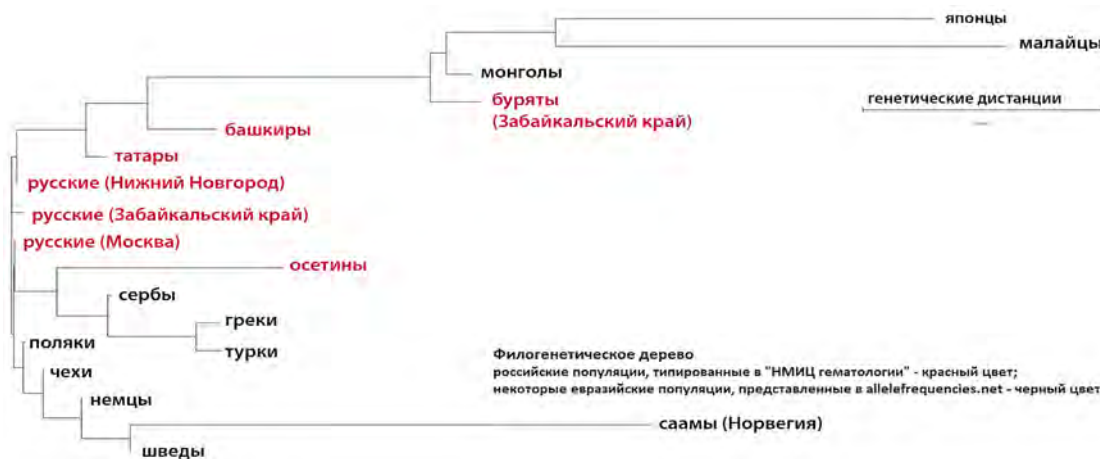 японцы
малайцы
монголы
генетические дистанции
буряты
(Забайкальский край)
башкиры
татары
русские (Нижний Новгород)
русские (Забайкальский край)
русские (Москва)
осетины
сербы
греки
турки
поляки
чехи
немцы
саамы (Норвегия)
шведы
Филогенетическое дерево
российские популяции, типированные в "НМИЦ гематологии" - красный цвет;
некоторые евразийские популяции, представленные в allelefrequencies.net - черный цвет